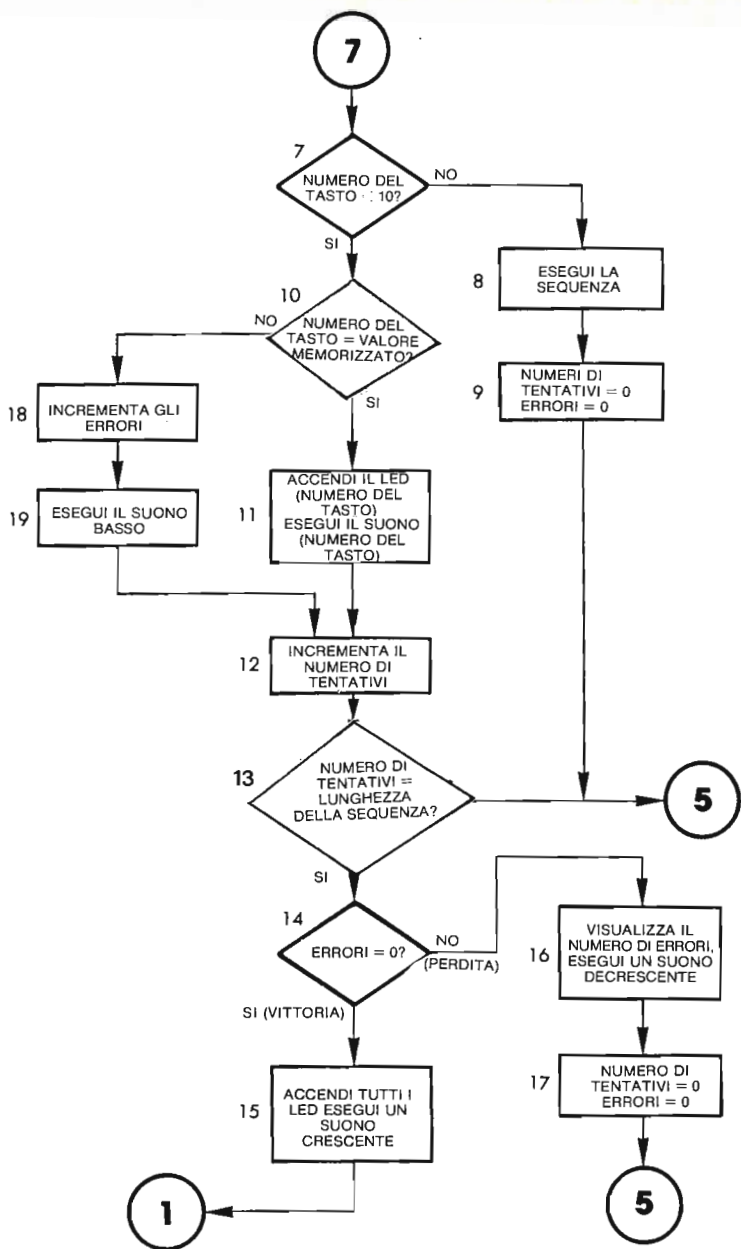 7
7
NUMERO DEL
TASTO 10?
NO
SI
8
ESEGUI LA
SEQUENZA
10
NUMERO DEL
TASTO = VALORE
MEMORIZZATO?
NO
SI
9
NUMERI DI
TENTATIVI = 0
ERRORI = 0
18
INCREMENTA GLI
ERRORI
19
ESEGUI IL SUONO
BASSO
11
ACCENDI IL LED
(NUMERO DEL
TASTO)
ESEGUI IL SUONO
(NUMERO DEL
TASTO)
12
INCREMENTA IL
NUMERO DI
TENTATIVI
13
NUMERO DI
TENTATIVI =
LUNGHEZZA
DELLA SEQUENZA?
5
SI
14
ERRORI = 0?
NO
(PERDITA)
SI (VITTORIA)
16
VISUALIZZA IL
NUMERO DI ERRORI,
ESEGUI UN SUONO
DECRESCENTE
15
ACCENDI TUTTI I
LED ESEGUI UN
SUONO
CRESCENTE
17
NUMERO DI
TENTATIVI = 0
ERRORI = 0
1
5